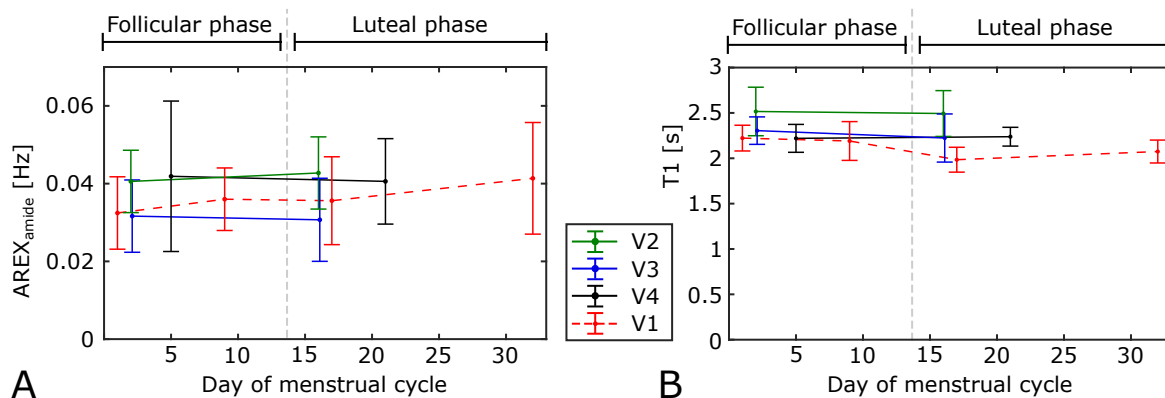 Follicular phase
Luteal phase
0.06
0.04
0.02
0
AREXamide [Hz]
5
10
15
20
25
30
Day of menstrual cycle
A
V2
V3
V4
V1
Follicular phase
Luteal phase
3
2.5
2
1.5
1
0.5
0
T1 [s]
5
10
15
20
25
30
Day of menstrual cycle
B